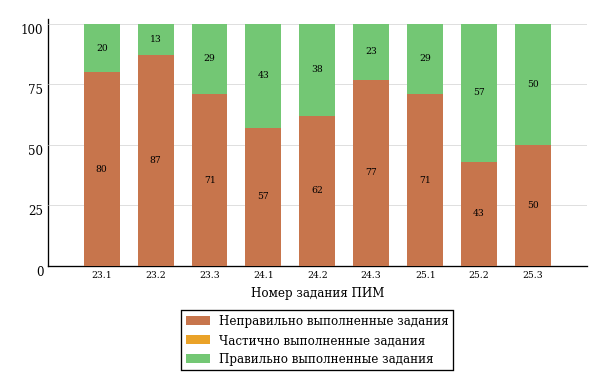 100
75
50
25
0
20 13 29 43 38 23 29 57 50
80 87 71 57 62 77 71 43 50
23.1 23.2 23.3 24.1 24.2 24.3 25.1 25.2 25.3
Номер задания ПИМ
Неправильно выполненные задания
Частично выполненные задания
Правильно выполненные задания